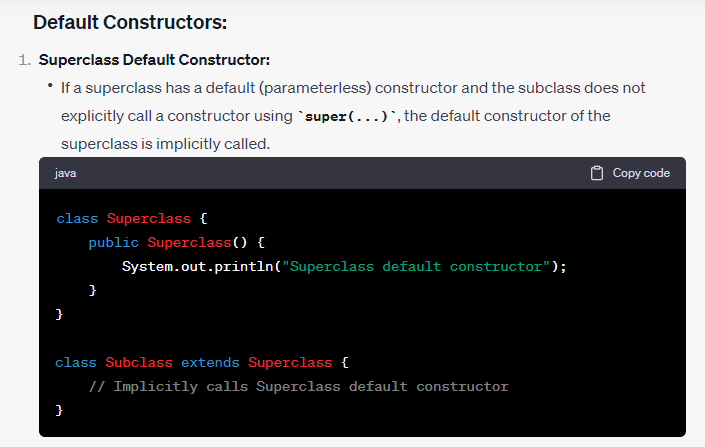 Default Constructors:
1. Superclass Default Constructor:
• If a superclass has a default (parameterless) constructor and the subclass does not
explicitly call a constructor using `super(...)`, the default constructor of the
superclass is implicitly called.
java Copy code
class Superclass {
    public Superclass() {
        System.out.println("Superclass default constructor");
    }
}

class Subclass extends Superclass {
    // Implicitly calls Superclass default constructor
}